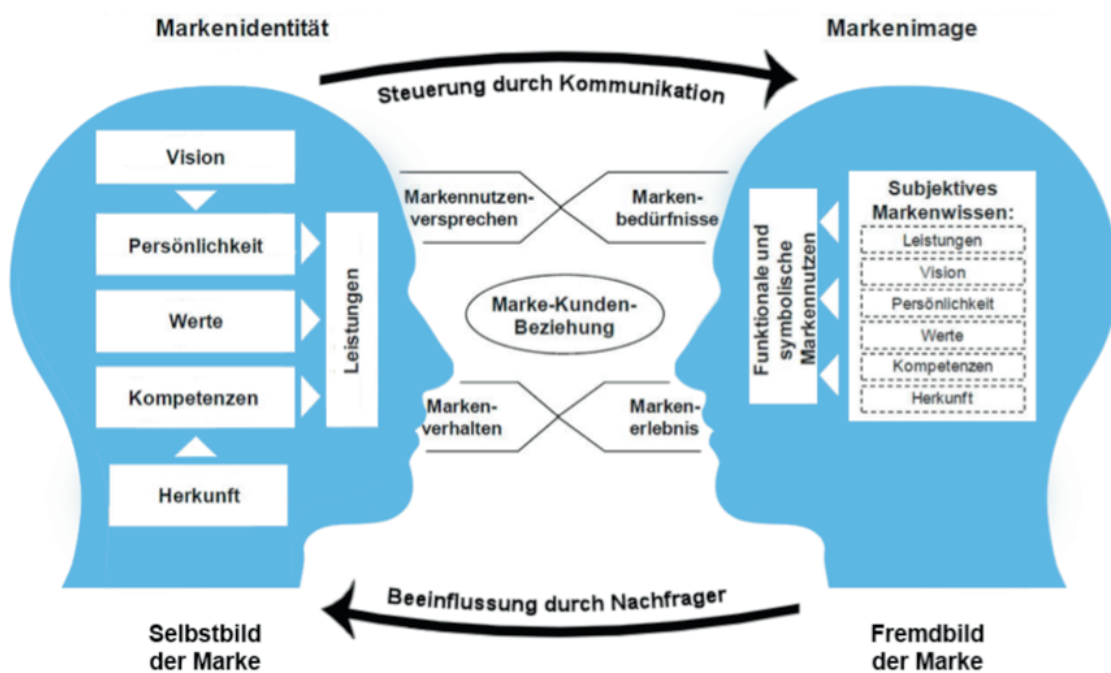 Markenidentität
Markenimage
Steuerung durch Kommunikation
Vision
Persönlichkeit
Werte
Kompetenzen
Herkunft
Leistungen
Markennutzen-
versprechen
Marken-
bedürfnisse
Marke-Kunden-
Beziehung
Marken-
verhalten
Marken-
erlebnis
Funktionale und
symbolische
Markennutzen
Subjektives
Markenwissen:
Leistungen
Vision
Persönlichkeit
Werte
Kompetenzen
Herkunft
Beeinflussung durch Nachfrager
Selbstbild
der Marke
Fremdbild
der Marke